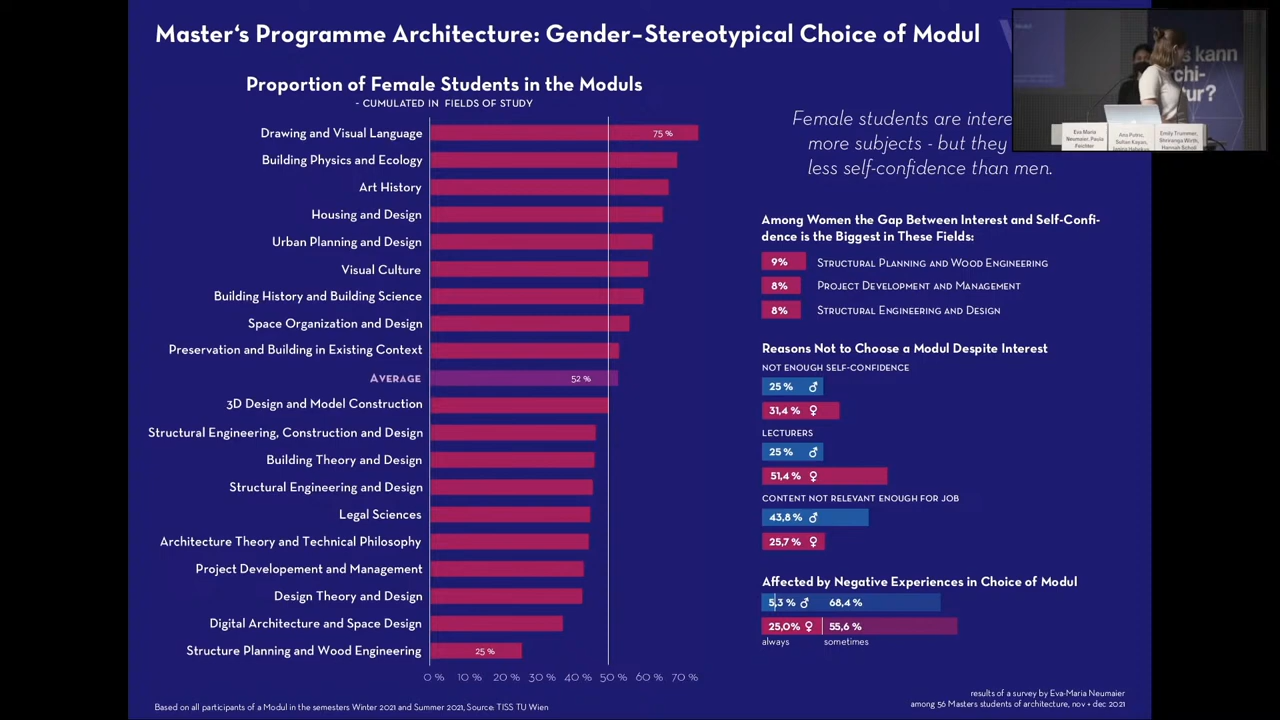 Master's Programme Architecture: Gender-Stereotypical Choice of Modul
Proportion of Female Students in the Moduls
- CUMULATED IN FIELDS OF STUDY
Drawing and Visual Language
75 %
Building Physics and Ecology
Art History
Housing and Design
Urban Planning and Design
Visual Culture
Building History and Building Science
Space Organization and Design
Preservation and Building in Existing Context
AVERAGE
52 %
3D Design and Model Construction
Structural Engineering, Construction and Design
Building Theory and Design
Structural Engineering and Design
Legal Sciences
Architecture Theory and Technical Philosophy
Project Developement and Management
Design Theory and Design
Digital Architecture and Space Design
Structure Planning and Wood Engineering
25 %
0 % 10 % 20 % 30 % 40 % 50 % 60 % 70 %
Based on all participants of a Modul in the semesters Winter 2021 and Summer 2021, Source: TISS TU Wien
Female students are
more subjects - but they
less self-confidence than men.
Among Women the Gap Between Interest and Self-Confi-
dence is the Biggest in These Fields:
9% STRUCTURAL PLANNING AND WOOD ENGINEERING
8% PROJECT DEVELOPMENT AND MANAGEMENT
8% STRUCTURAL ENGINEERING AND DESIGN
Reasons Not to Choose a Modul Despite Interest
NOT ENOUGH SELF-CONFIDENCE
25 % ♂
31,4 % ♀
LECTURERS
25 % ♂
51,4 % ♀
CONTENT NOT RELEVANT ENOUGH FOR JOB
43,8 % ♂
25,7 % ♀
Affected by Negative Experiences in Choice of Modul
5,3 % ♂ 68,4 %
25,0% ♀ 55,6 %
always sometimes
results of a survey by Eva-Maria Neumaier
among 56 Masters students of architecture, nov + dec 2021
kann
Eva Maria
Neumaier, Paula
Emily Trummer,